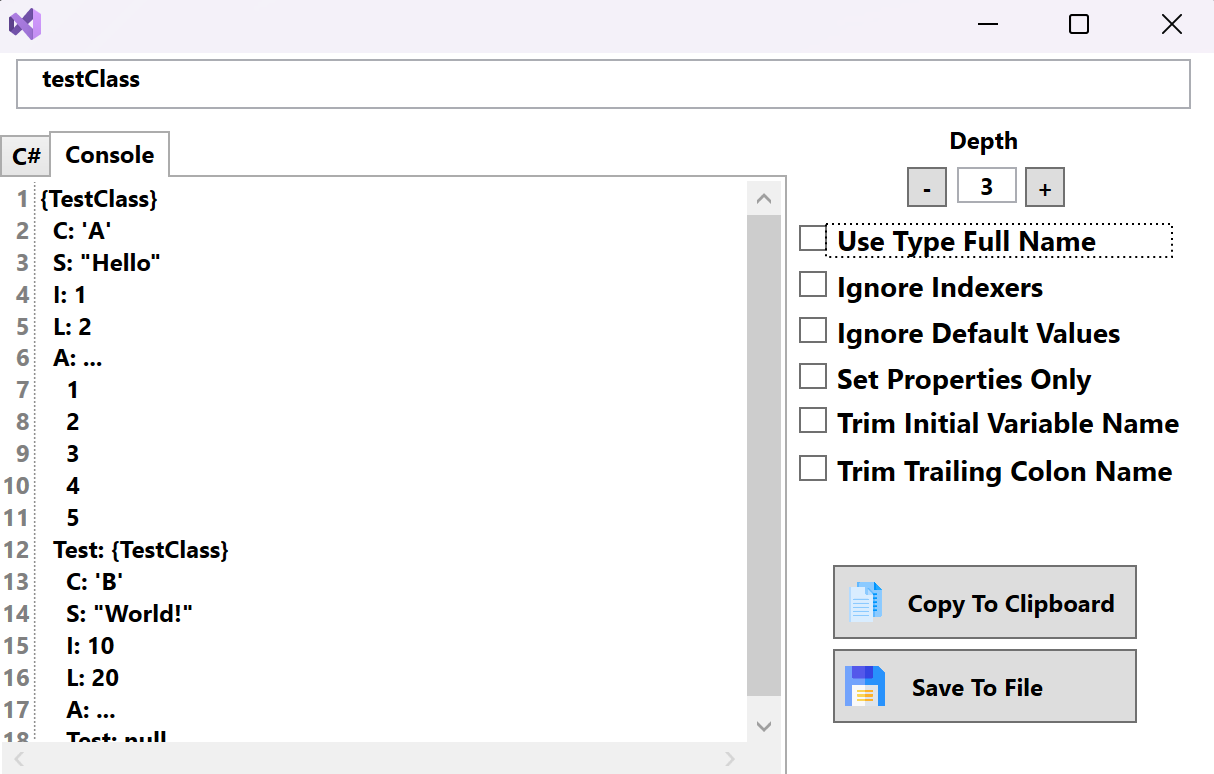 testClass
C# Console
1 {TestClass}
2 C: 'A'
3 S: "Hello"
4 I: 1
5 L: 2
6 A: ...
7 1
8 2
9 3
10 4
11 5
12 Test: {TestClass}
13 C: 'B'
14 S: "World!"
15 I: 10
16 L: 20
17 A: ...
18 Test: null
Depth
- 3 +
Use Type Full Name
Ignore Indexers
Ignore Default Values
Set Properties Only
Trim Initial Variable Name
Trim Trailing Colon Name
Copy To Clipboard
Save To File